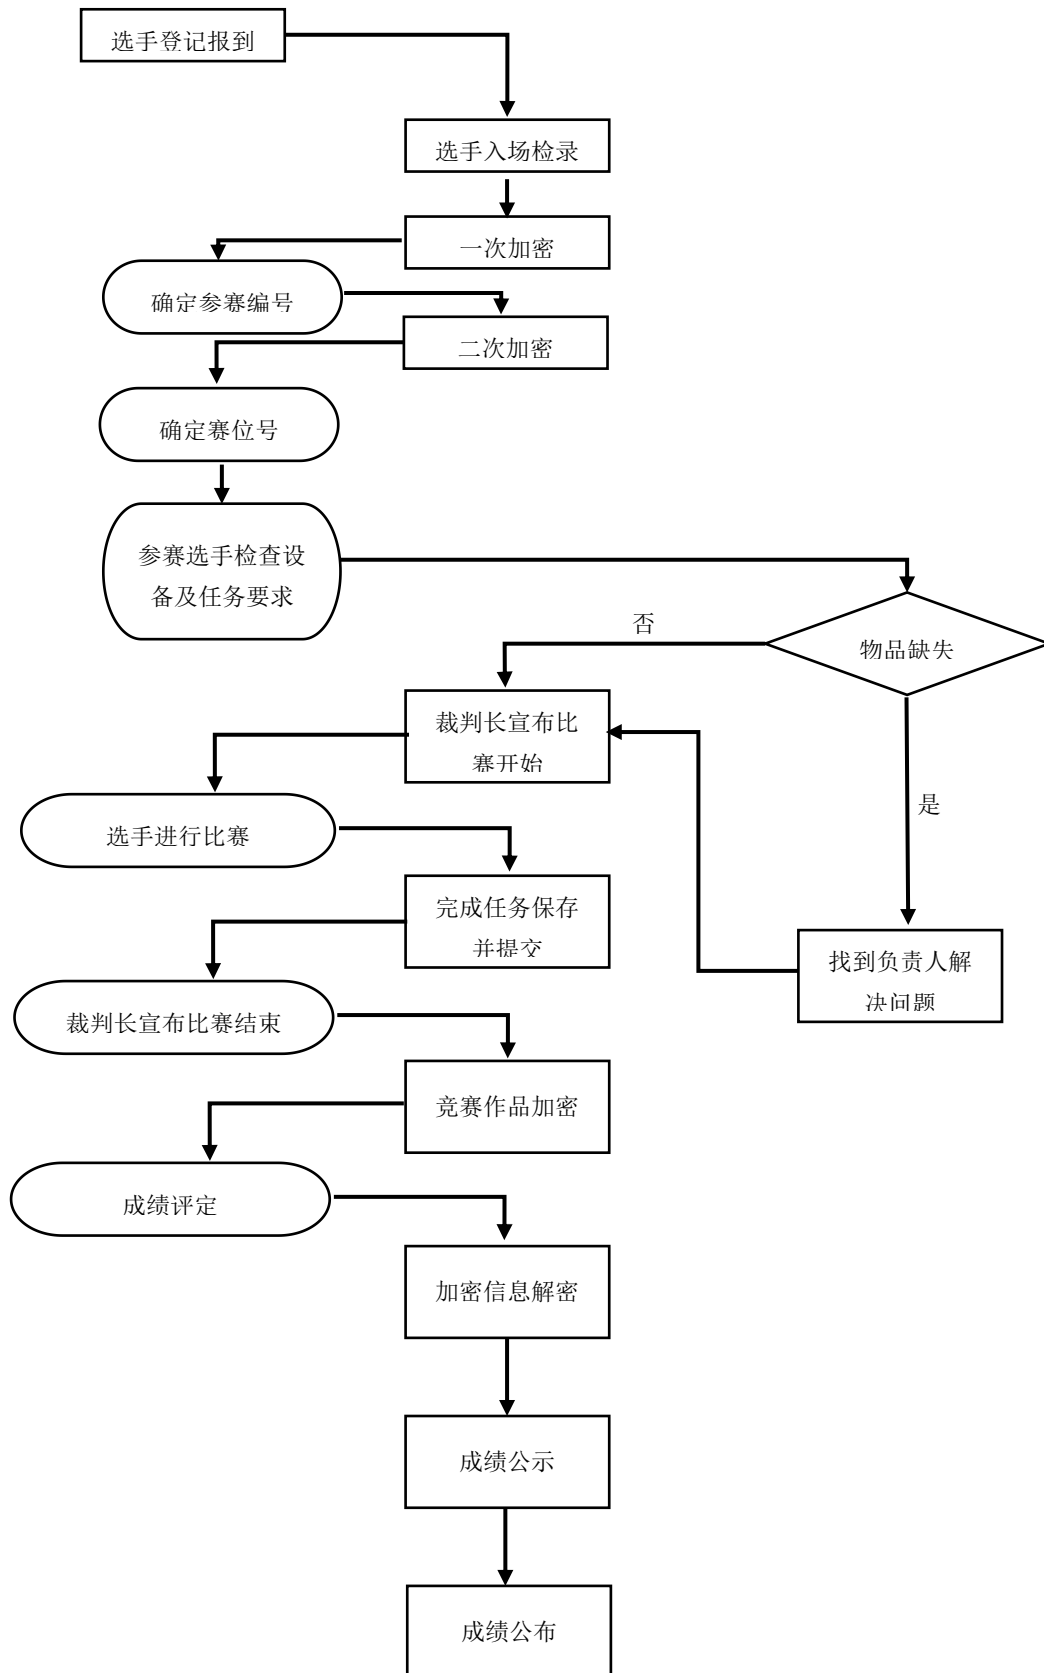 选手登记报到
选手入场检录
一次加密
确定参赛编号
二次加密
确定赛位号
参赛选手检查设
备及任务要求
否
物品缺失
裁判长宣布比
赛开始
是
选手进行比赛
完成任务保存
并提交
找到负责人解
决问题
裁判长宣布比赛结束
竞赛作品加密
成绩评定
加密信息解密
成绩公示
成绩公布